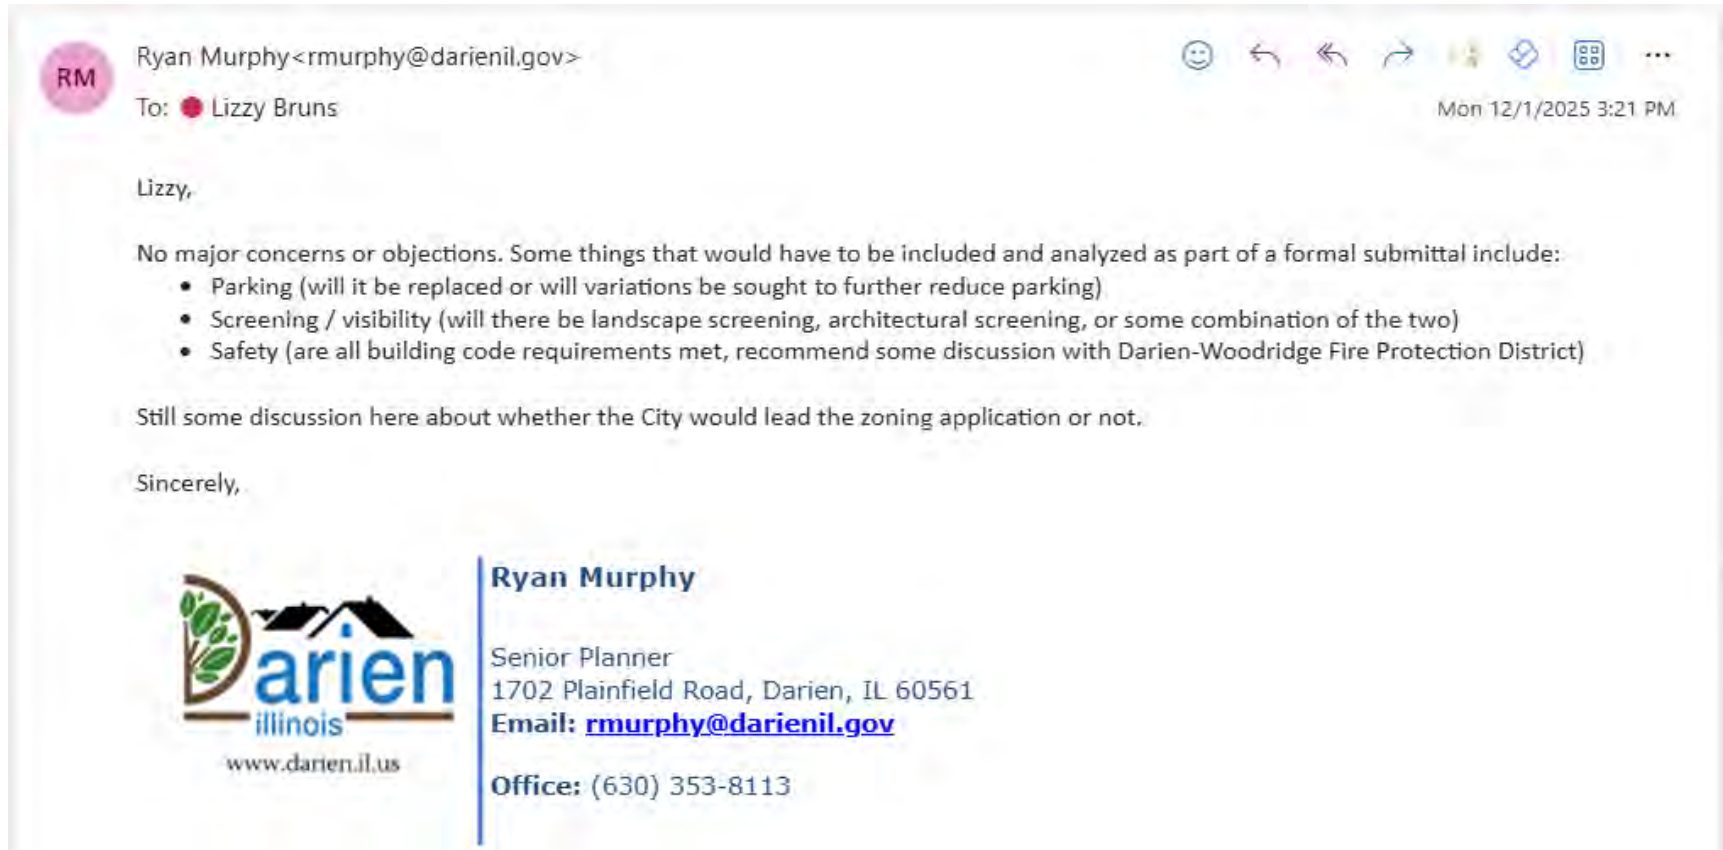 RM
Ryan Murphy<rmurphy@darienil.gov>
To: Lizzy Bruns
Mon 12/1/2025 3:21 PM
Lizzy,
No major concerns or objections. Some things that would have to be included and analyzed as part of a formal submittal include:
• Parking (will it be replaced or will variations be sought to further reduce parking)
• Screening / visibility (will there be landscape screening, architectural screening, or some combination of the two)
• Safety (are all building code requirements met, recommend some discussion with Darien-Woodridge Fire Protection District)
Still some discussion here about whether the City would lead the zoning application or not.
Sincerely,
Darien
illinois
www.darien.il.us
Ryan Murphy
Senior Planner
1702 Plainfield Road, Darien, IL 60561
Email: rmurphy@darienil.gov
Office: (630) 353-8113